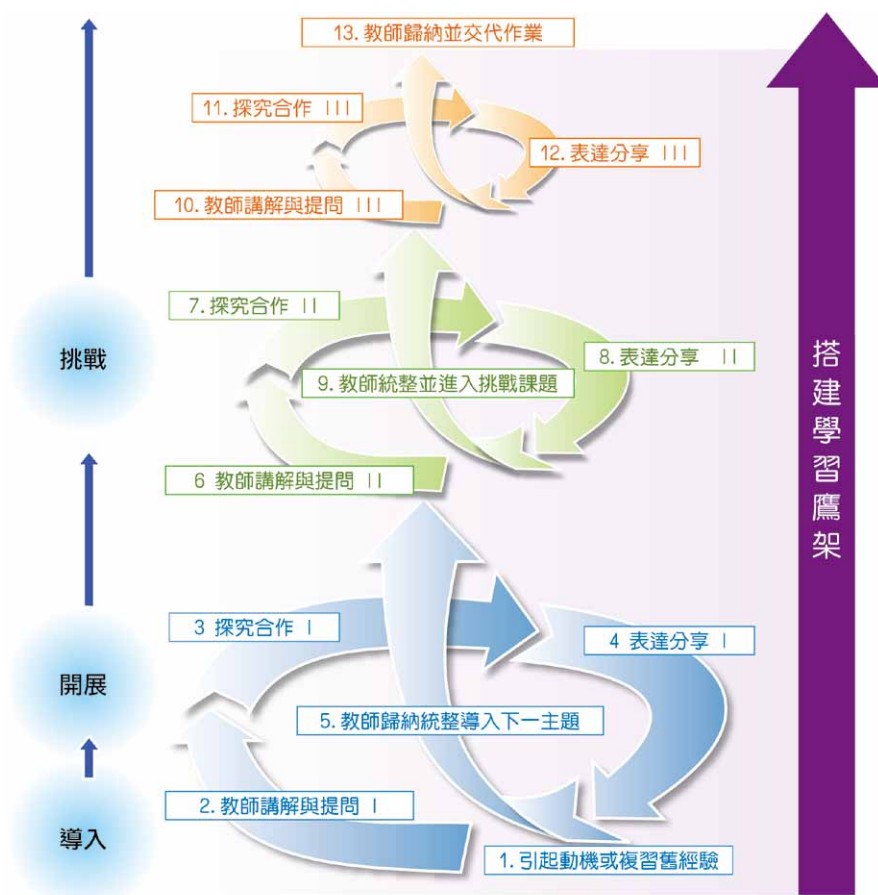 13. 教師歸納並交代作業
11. 探究合作 III
12. 表達分享 III
10. 教師講解與提問 III
7. 探究合作 II
挑戰
8. 表達分享 II
9. 教師統整並進入挑戰課題
6 教師講解與提問 II
搭建學習鷹架
3 探究合作 I
4 表達分享 I
開展
5. 教師歸納統整導入下一主題
2. 教師講解與提問 I
導入
1. 引起動機或複習舊經驗